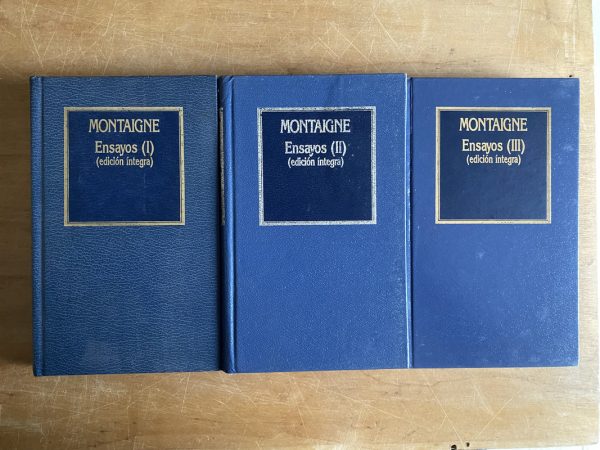 MONTAIGNE
Ensayos (I)
(edición íntegra)
MONTAIGNE
Ensayos (II)
(edición íntegra)
MONTAIGNE
Ensayos (III)
(edición íntegra)